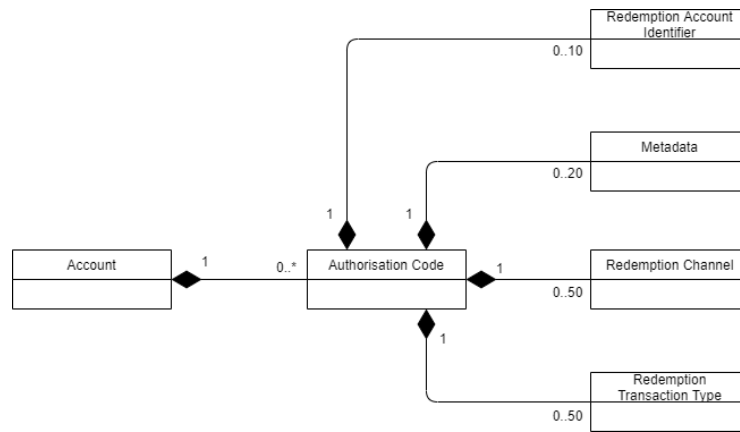 Redemption Account
Identifier
0..10
Metadata
0..20
1
1
Account
1
0..*
Authorisation Code
1
Redemption Channel
0..50
1
Redemption
Transaction Type
0..50